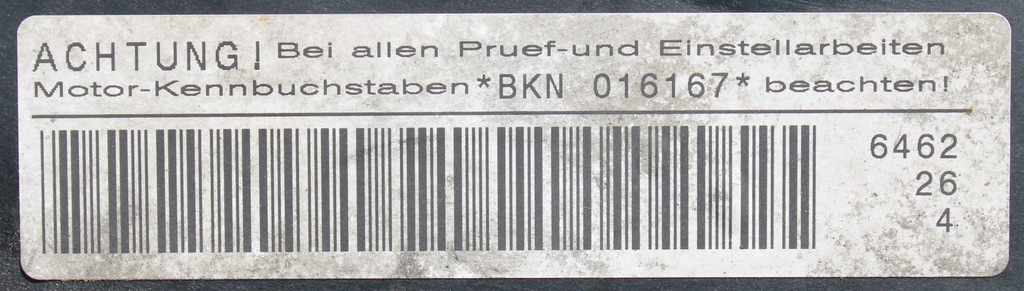 ACHTUNG! Bei allen Pruef-und Einstellarbeiten
Motor-Kennbuchstaben *BKN 016167* beachten!
6462
26
4